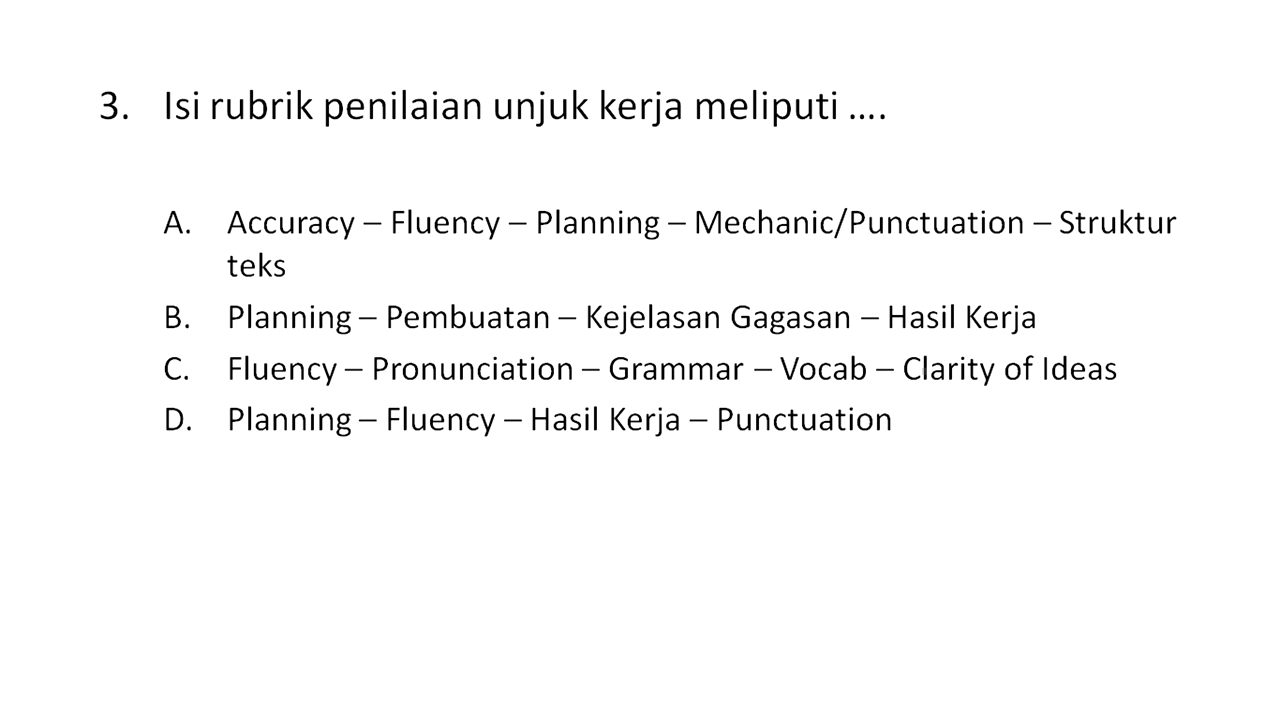 3. Isi rubrik penilaian unjuk kerja meliputi ....
A. Accuracy – Fluency – Planning – Mechanic/Punctuation – Struktur
teks
B. Planning – Pembuatan – Kejelasan Gagasan – Hasil Kerja
C. Fluency – Pronunciation – Grammar – Vocab – Clarity of Ideas
D. Planning – Fluency – Hasil Kerja – Punctuation